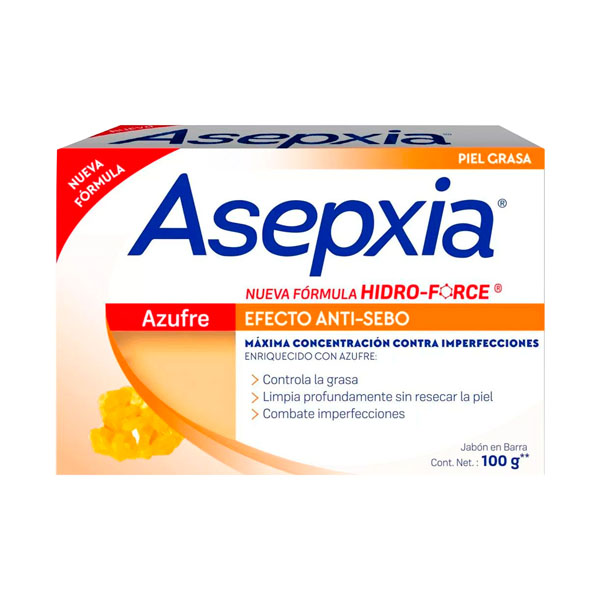 Asepxia
NUEVA
FÓRMULA
PIEL GRASA
Asepxia®
NUEVA FÓRMULA HIDRO-FORCE®
Azufre
EFECTO ANTI-SEBO
MÁXIMA CONCENTRACIÓN CONTRA IMPERFECCIONES
ENRIQUECIDO CON AZUFRE:
Controla la grasa
Limpia profundamente sin resecar la piel
Combate imperfecciones
Jabón en Barra
Cont. Net. : 100 g**